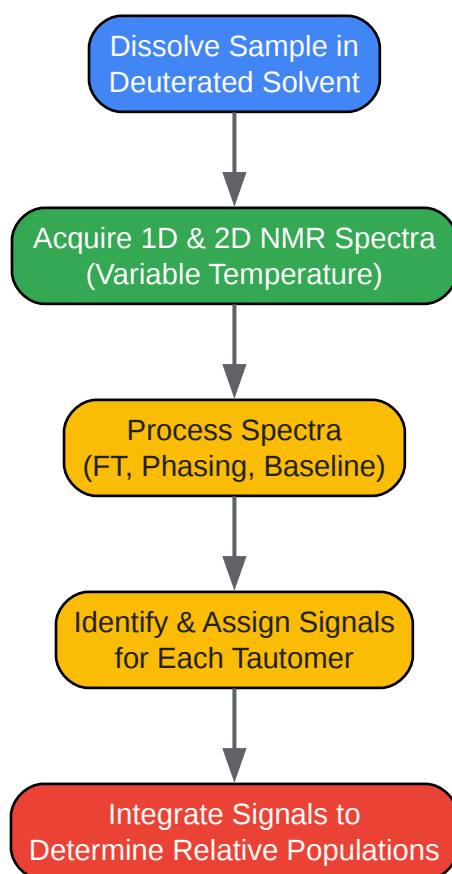 Dissolve Sample in
Deuterated Solvent
Acquire 1D & 2D NMR Spectra
(Variable Temperature)
Process Spectra
(FT, Phasing, Baseline)
Identify & Assign Signals
for Each Tautomer
Integrate Signals to
Determine Relative Populations